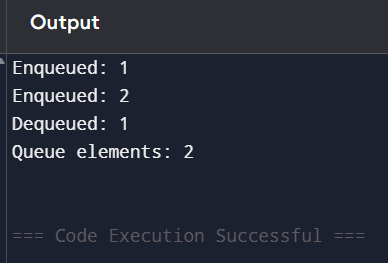 Output
Enqueued: 1
Enqueued: 2
Dequeued: 1
Queue elements: 2
=== Code Execution Successful ===